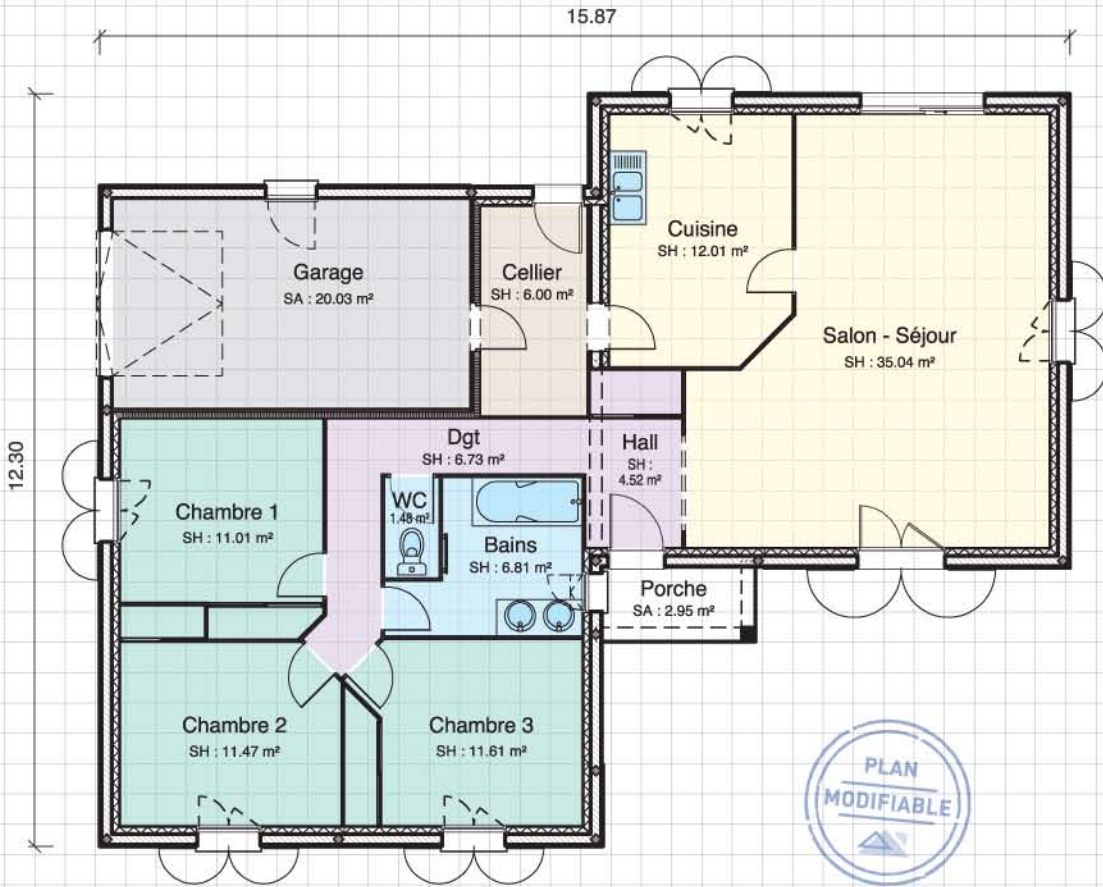 15.87
12.30
Cuisine
SH : 12.01 m²
Garage
SA : 20.03 m²
Cellier
SH : 6.00 m²
Salon - Séjour
SH : 35.04 m²
Dgt
SH : 6.73 m²
Hall
SH :
4.52 m²
WC
1.48 m²
Chambre 1
SH : 11.01 m²
Bains
SH : 6.81 m²
Porche
SA : 2.95 m²
Chambre 2
SH : 11.47 m²
Chambre 3
SH : 11.61 m²
PLAN
MODIFIABLE